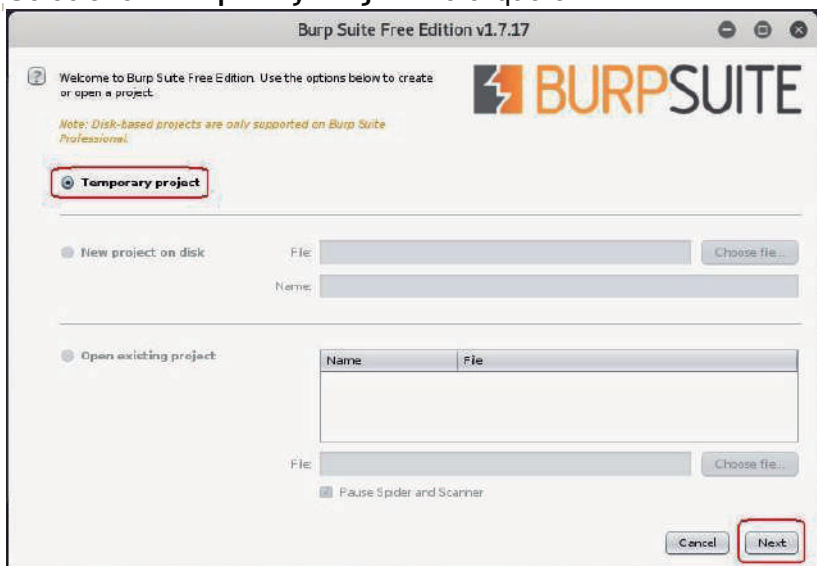 Burp Suite Free Edition v1.7.17
Welcome to Burp Suite Free Edition. Use the options below to create
or open a project.
BURPSUITE
Note: Disk-based projects are only supported on Burp Suite
Professional.
Temporary project
New project on disk
File:
Choose file...
Name:
Open existing project
Name
File
File:
Choose file...
Pause Spider and Scanner
Cancel
Next